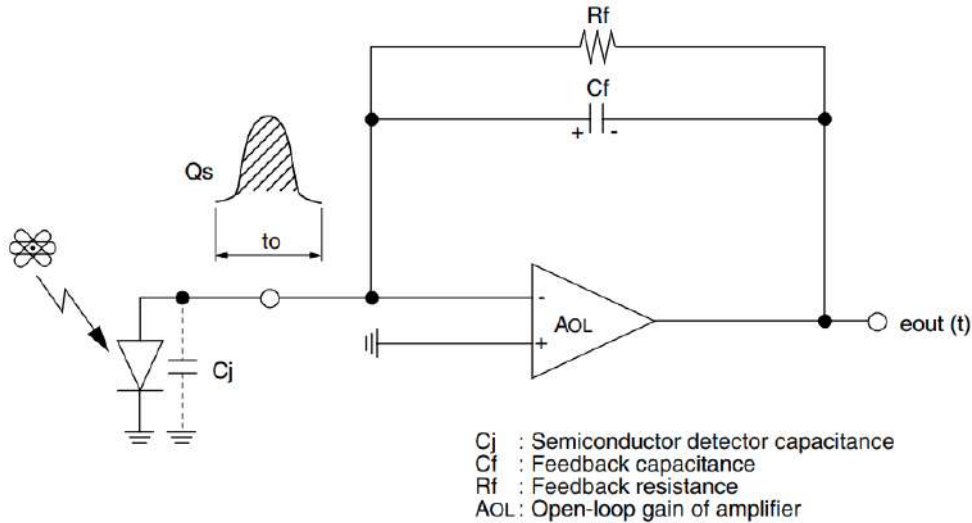 Rf
Cf
+ -
Qs
to
-
AOL
+
eout (t)
Cj
Cj : Semiconductor detector capacitance
Cf : Feedback capacitance
Rf : Feedback resistance
AOL : Open-loop gain of amplifier